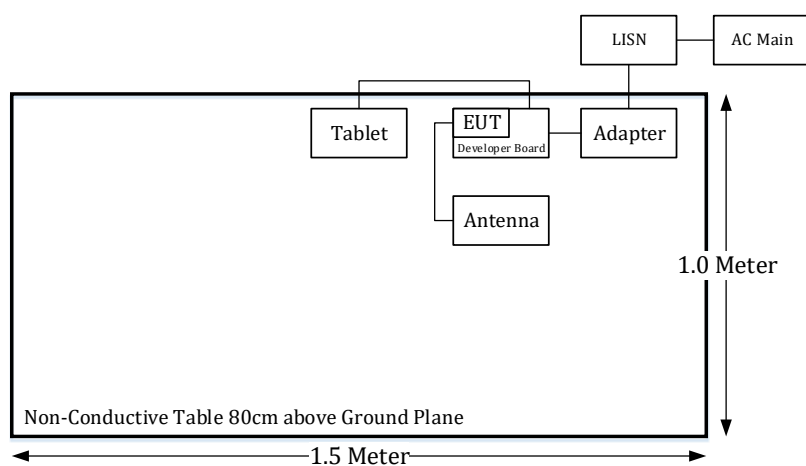 LISN
AC Main
Tablet
EUT
Developer Board
Adapter
Antenna
1.0 Meter
Non-Conductive Table 80cm above Ground Plane
1.5 Meter